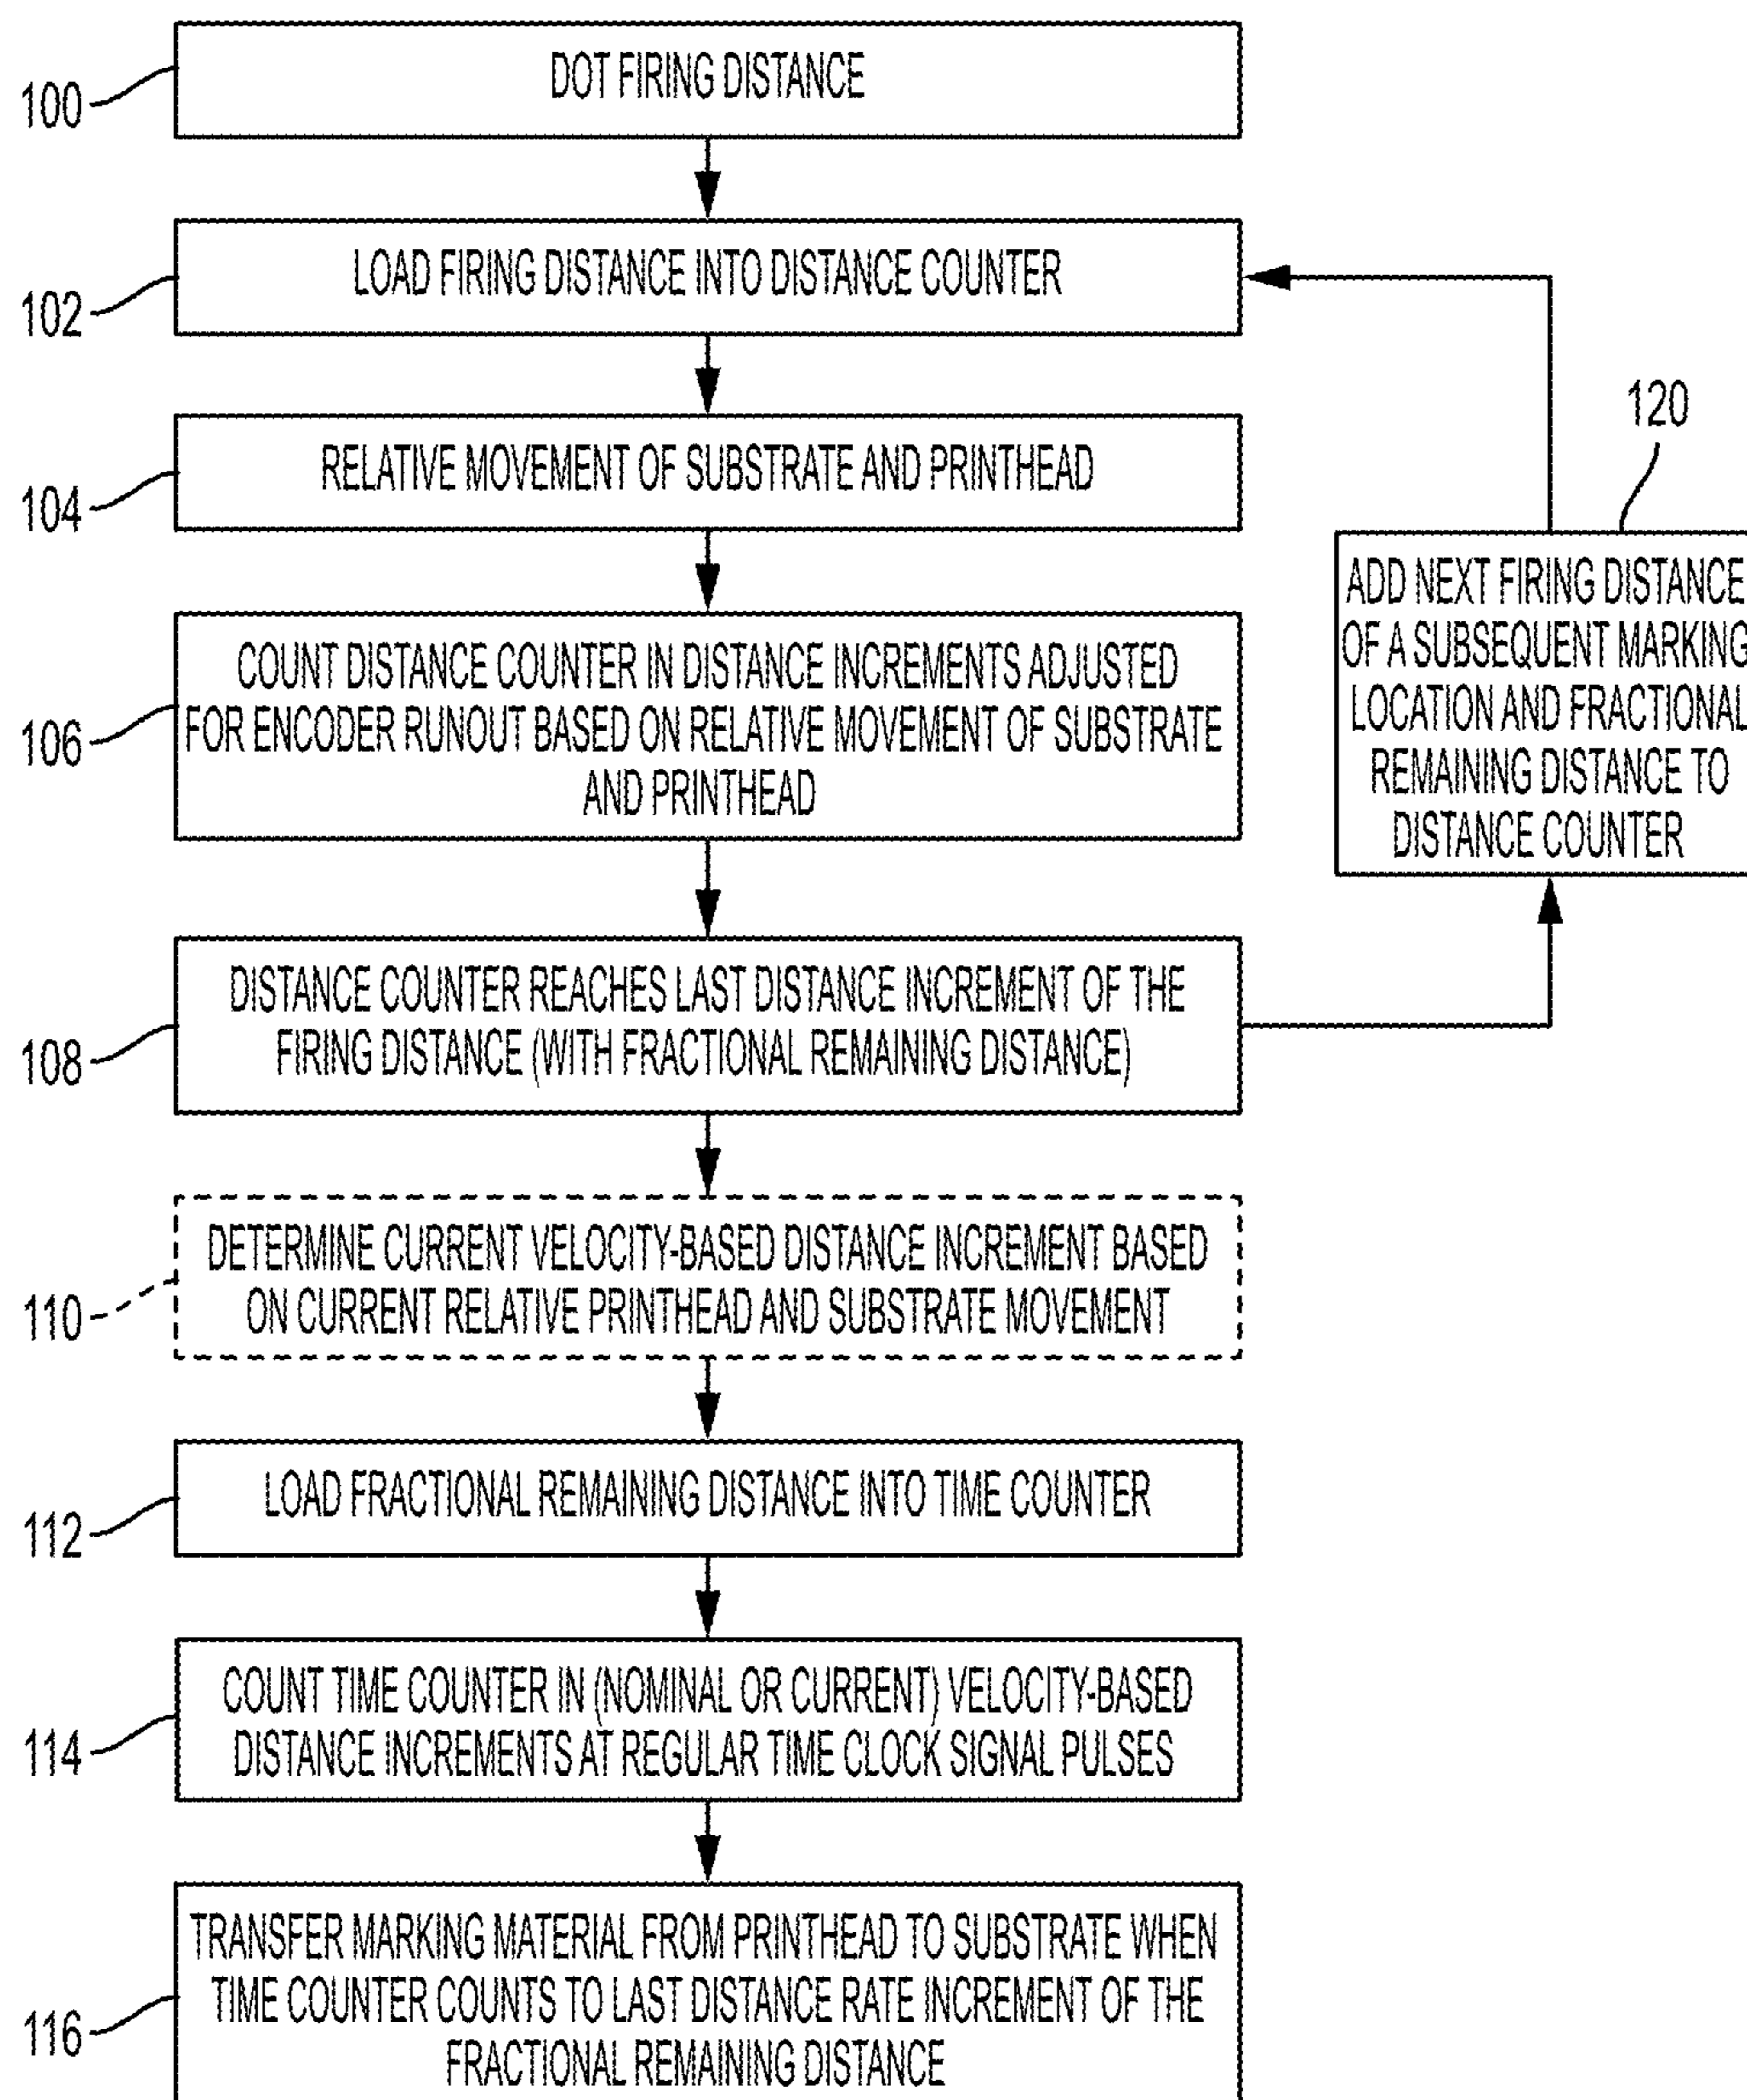 100
DOT FIRING DISTANCE
102
LOAD FIRING DISTANCE INTO DISTANCE COUNTER
104
RELATIVE MOVEMENT OF SUBSTRATE AND PRINTHEAD
120
ADD NEXT FIRING DISTANCE
OF A SUBSEQUENT MARKING
LOCATION AND FRACTIONAL
REMAINING DISTANCE TO
DISTANCE COUNTER
106
COUNT DISTANCE COUNTER IN DISTANCE INCREMENTS ADJUSTED
FOR ENCODER RUNOUT BASED ON RELATIVE MOVEMENT OF SUBSTRATE
AND PRINTHEAD
108
DISTANCE COUNTER REACHES LAST DISTANCE INCREMENT OF THE
FIRING DISTANCE (WITH FRACTIONAL REMAINING DISTANCE)
110
DETERMINE CURRENT VELOCITY-BASED DISTANCE INCREMENT BASED
ON CURRENT RELATIVE PRINTHEAD AND SUBSTRATE MOVEMENT
112
LOAD FRACTIONAL REMAINING DISTANCE INTO TIME COUNTER
114
COUNT TIME COUNTER IN (NOMINAL OR CURRENT) VELOCITY-BASED
DISTANCE INCREMENTS AT REGULAR TIME CLOCK SIGNAL PULSES
116
TRANSFER MARKING MATERIAL FROM PRINTHEAD TO SUBSTRATE WHEN
TIME COUNTER COUNTS TO LAST DISTANCE RATE INCREMENT OF THE
FRACTIONAL REMAINING DISTANCE